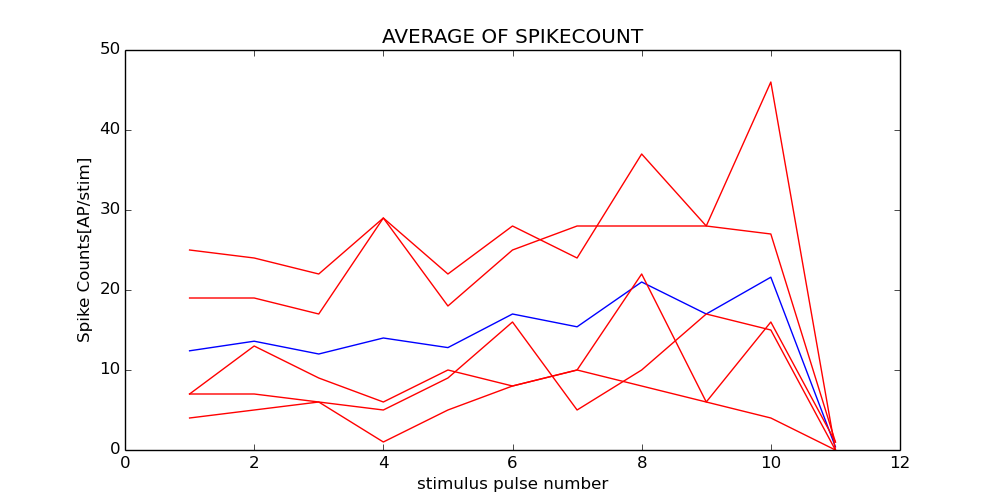 AVERAGE OF SPIKECOUNT
50
40
30
20
10
0
Spike Counts[AP/stim]
0 2 4 6 8 10 12
stimulus pulse number